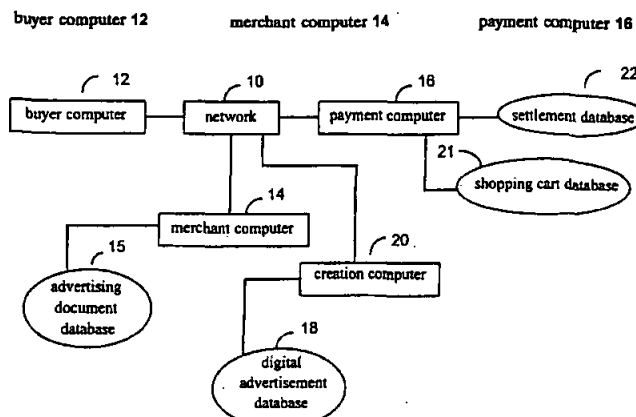 buyer computer 12 merchant computer 14 payment computer 16
12 10 16 22
buyer computer network payment computer settlement database
21
shopping cart database
14
merchant computer
15
20
advertising
document
database
creation computer
18
digital
advertisement
database